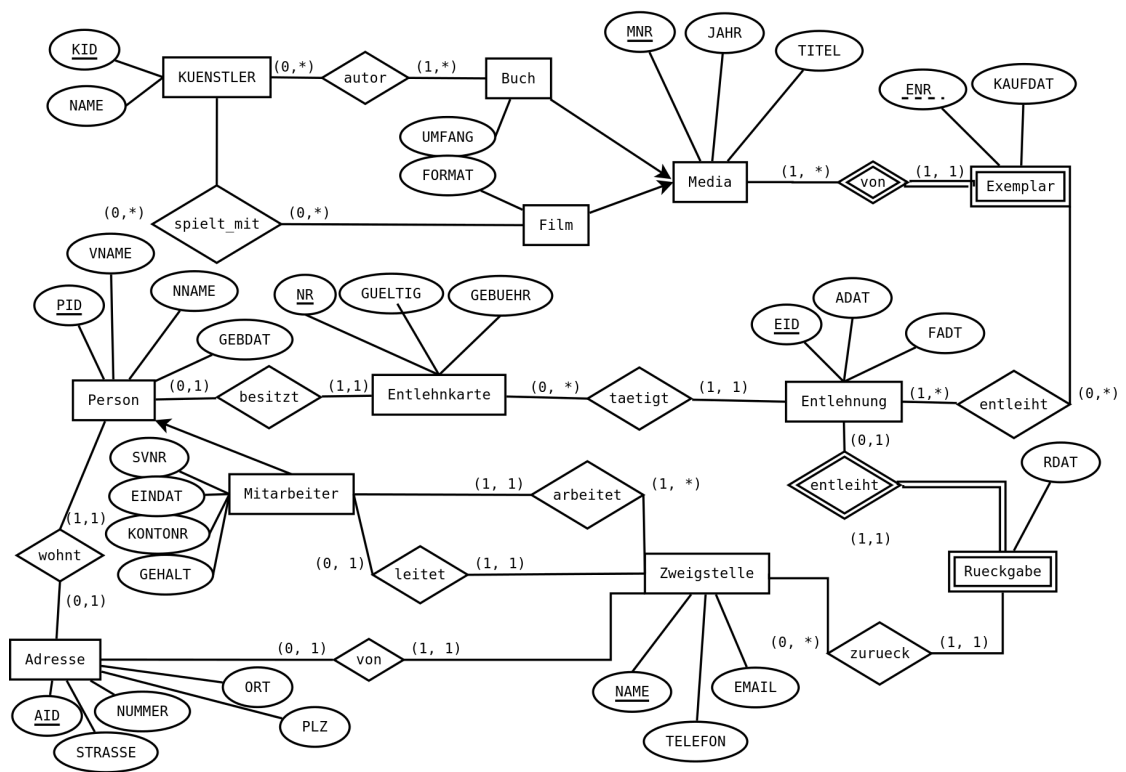 MNR
JAHR
TITEL
KID
KUENSTLER
(0,*)
autor
(1,*)
Buch
ENR
KAUFDAT
NAME
UMFANG
FORMAT
Media
(1, *)
von
(1, 1)
Exemplar
(0,*)
spielt_mit
(0,*)
Film
VNAME
PID
NNAME
NR
GUELTIG
GEBUEHR
ADAT
EID
FADT
GEBDAT
Person
(0,1)
besitzt
(1,1)
Entlehnkarte
(0, *)
taetigt
(1, 1)
Entlehnung
(1,*)
entleiht
(0,*)
(0,1)
SVNR
EINDAT
KONTONR
GEHALT
Mitarbeiter
(1, 1)
arbeitet
(1, *)
entleiht
RDAT
(1,1)
(1,1)
wohnt
(0,1)
(0, 1)
leitet
(1, 1)
Zweigstelle
Rueckgabe
Adresse
(0, 1)
von
(1, 1)
(0, *)
zurueck
(1, 1)
ORT
NUMMER
AID
STRASSE
PLZ
NAME
EMAIL
TELEFON